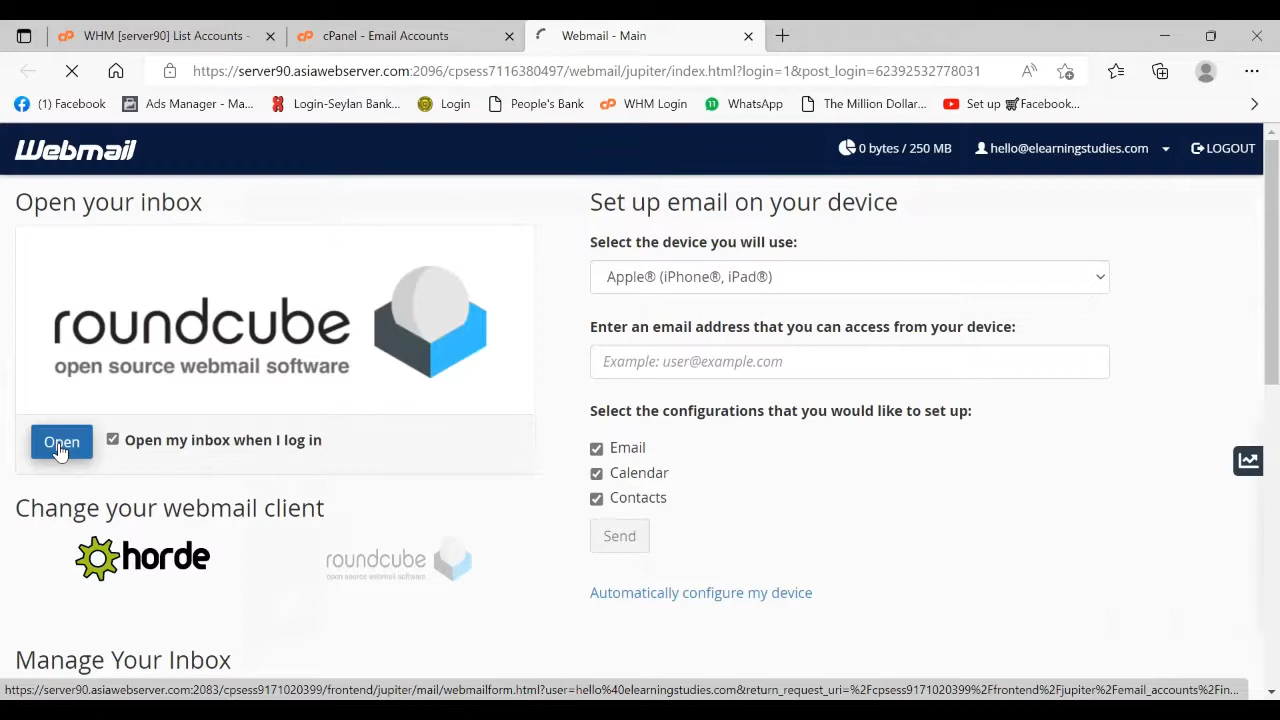 WHM [server90] List Accounts -
cPanel - Email Accounts
Webmail - Main
https://server90.asiawebserver.com:2096/cpsess7116380497/webmail/jupiter/index.html?login=1&post_login=62392532778031
(1) Facebook
Ads Manager - Ma...
Login-Seylan Bank...
Login
People's Bank
WHM Login
WhatsApp
The Million Dollar...
Set up 🛒Facebook...
Webmail
0 bytes / 250 MB
hello@elearningstudies.com
LOGOUT
Open your inbox
roundcube
open source webmail software
Open
Open my inbox when I log in
Change your webmail client
horde
roundcube
open source webmail software
Manage Your Inbox
Set up email on your device
Select the device you will use:
Apple® (iPhone®, iPad®)
Enter an email address that you can access from your device:
Example: user@example.com
Select the configurations that you would like to set up:
Email
Calendar
Contacts
Send
Automatically configure my device
https://server90.asiawebserver.com:2083/cpsess9171020399/frontend/jupiter/mail/webmailform.html?user=hello%40elearningstudies.com&return_request_uri=%2Fcpsess9171020399%2Ffrontend%2Fjupiter%2Femail_accounts%2Fin...